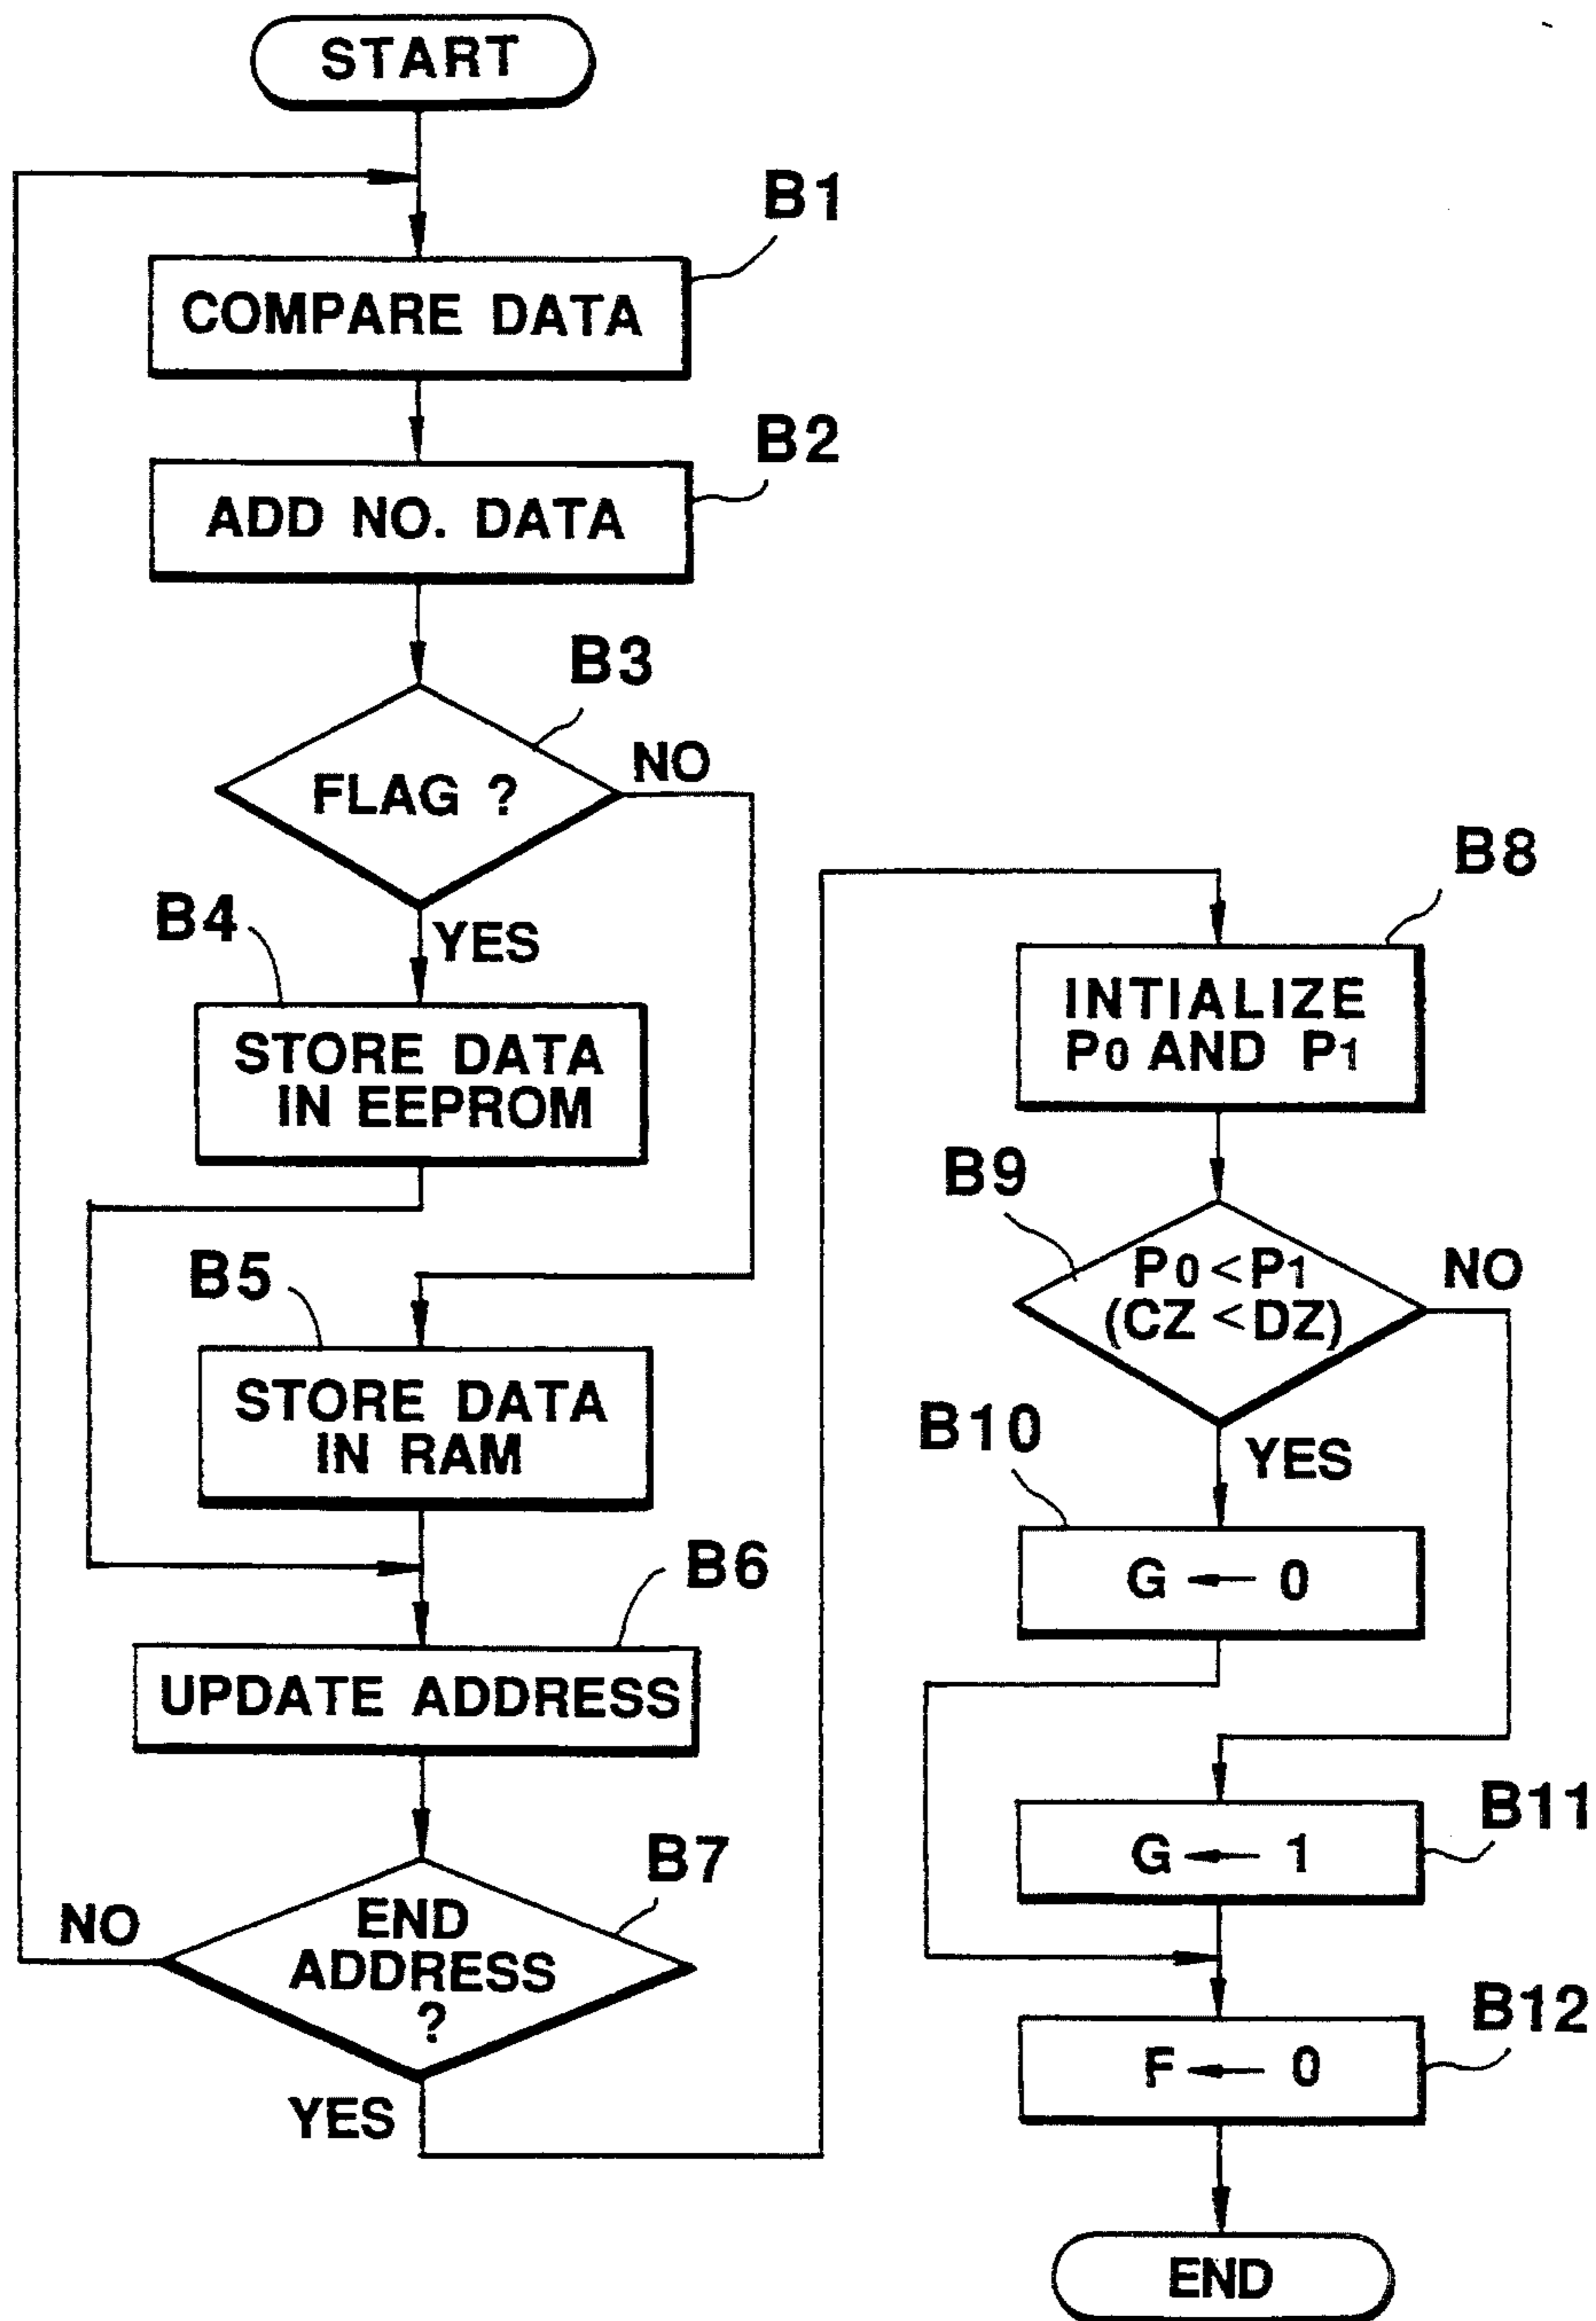 START
B1
COMPARE DATA
B2
ADD NO. DATA
B3
FLAG ?
NO
YES
B4
STORE DATA
IN EEPROM
B5
STORE DATA
IN RAM
B6
UPDATE ADDRESS
B7
END
ADDRESS
?
NO
YES
B8
INTIALIZE
P0 AND P1
B9
P0 < P1
(CZ < DZ)
NO
YES
B10
G ← 0
B11
G ← 1
B12
F ← 0
END